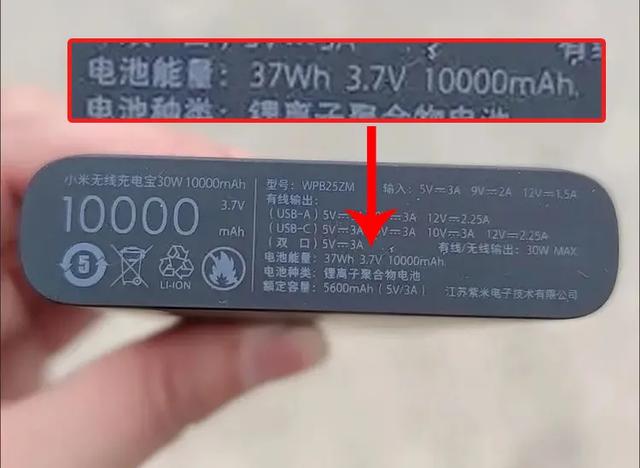 电池能量：37Wh 3.7V 10000mAh.
小米无线充电宝30W 10000mAh
10000 3.7V mAh
5
LI-ION
型号：WPB25ZM 输入：5V⎓3A 9V⎓2A 12V⎓1.5A
有线输出：
(USB-A) 5V⎓ 3A 12V⎓2.25A
(USB-C) 5V⎓3A 10V⎓3A 12V⎓2.25A
(双 口) 5V⎓3A 有线/无线输出：30W MAX
电池能量：37Wh 3.7V 10000mAh.
电池种类：锂离子聚合物电池
额定容量：5600mAh (5V/3A) 江苏紫米电子技术有限公司